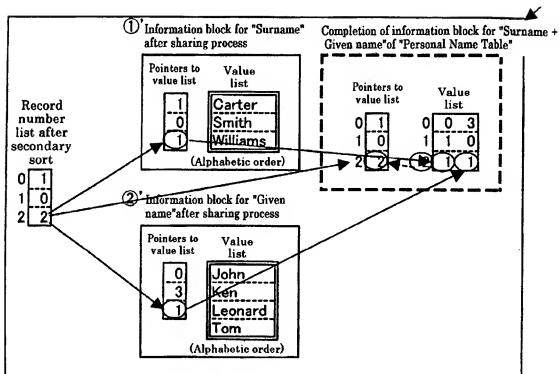 ①' Information block for "Surname"
after sharing process
Pointers to
value list
Value
list
1
0
1
Carter
Smith
Williams
(Alphabetic order)
Completion of information block for "Surname +
Given name"of "Personal Name Table"
Pointers to
value list
Value
list
0 1
1 0
2 2
0 0 3
1 1 0
2 1 1
Record
number
list after
secondary
sort
0 1
1 0
2 2
②' Information block for "Given
name"after sharing process
Pointers to
value list
Value
list
0
3
1
John
Ken
Leonard
Tom
(Alphabetic order)